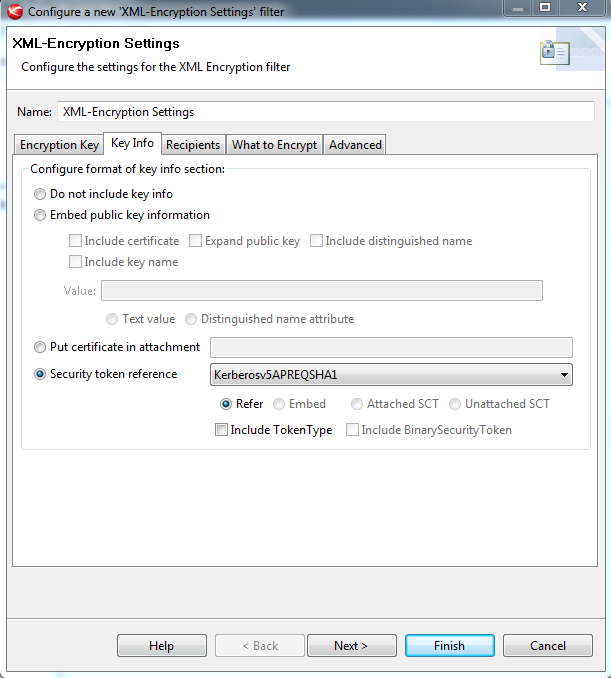 Configure a new 'XML-Encryption Settings' filter
XML-Encryption Settings
Configure the settings for the XML Encryption filter
Name: XML-Encryption Settings
Encryption Key Key Info Recipients What to Encrypt Advanced
Configure format of key info section:
Do not include key info
Embed public key information
Include certificate Expand public key Include distinguished name
Include key name
Value:
Text value Distinguished name attribute
Put certificate in attachment
Security token reference Kerberosv5APREQSHA1
Refer Embed Attached SCT Unattached SCT
Include TokenType Include BinarySecurityToken
Help < Back Next > Finish Cancel